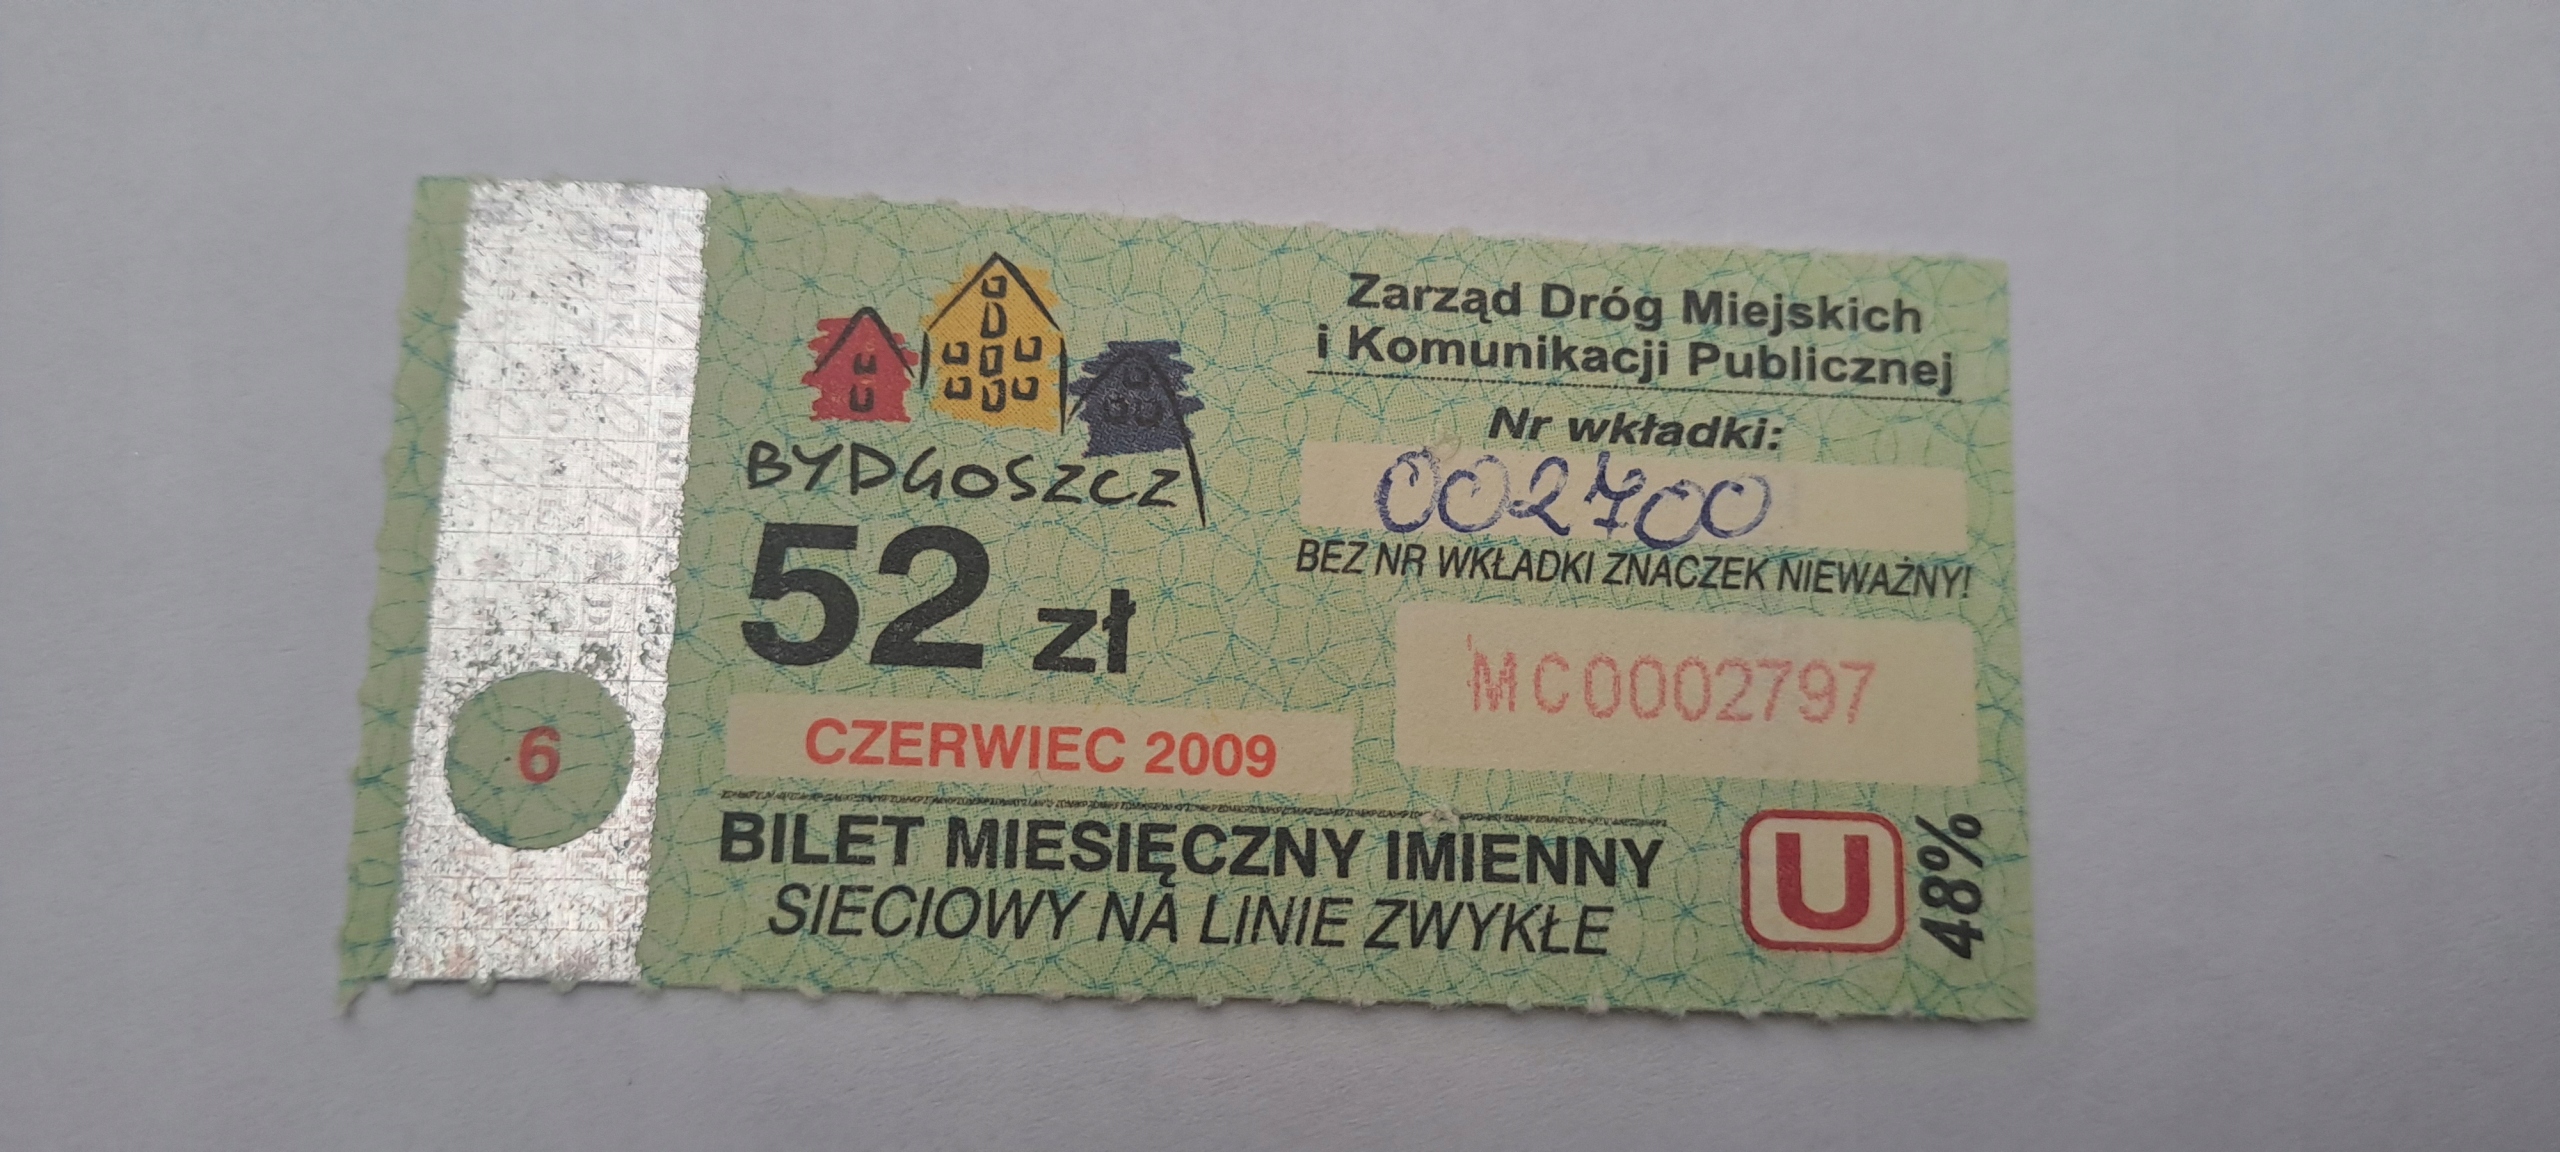 BYDGOSZCZ
52 zł
CZERWIEC 2009
6
BILET MIESIĘCZNY IMIENNY
SIECIOWY NA LINIE ZWYKŁE
Zarząd Dróg Miejskich
i Komunikacji Publicznej
Nr wkładki:
002700
BEZ NR WKŁADKI ZNACZEK NIEWAŻNY!
MC0002797
U
48%